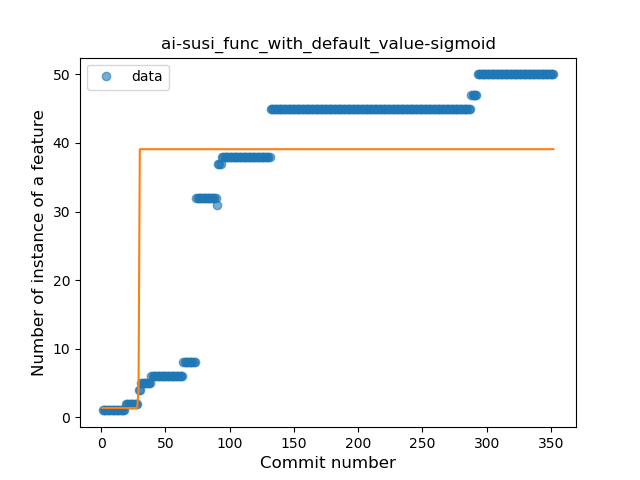 ai-susi_func_with_default_value-sigmoid
data
Number of instance of a feature
50
40
30
20
10
0
0 50 100 150 200 250 300 350
Commit number